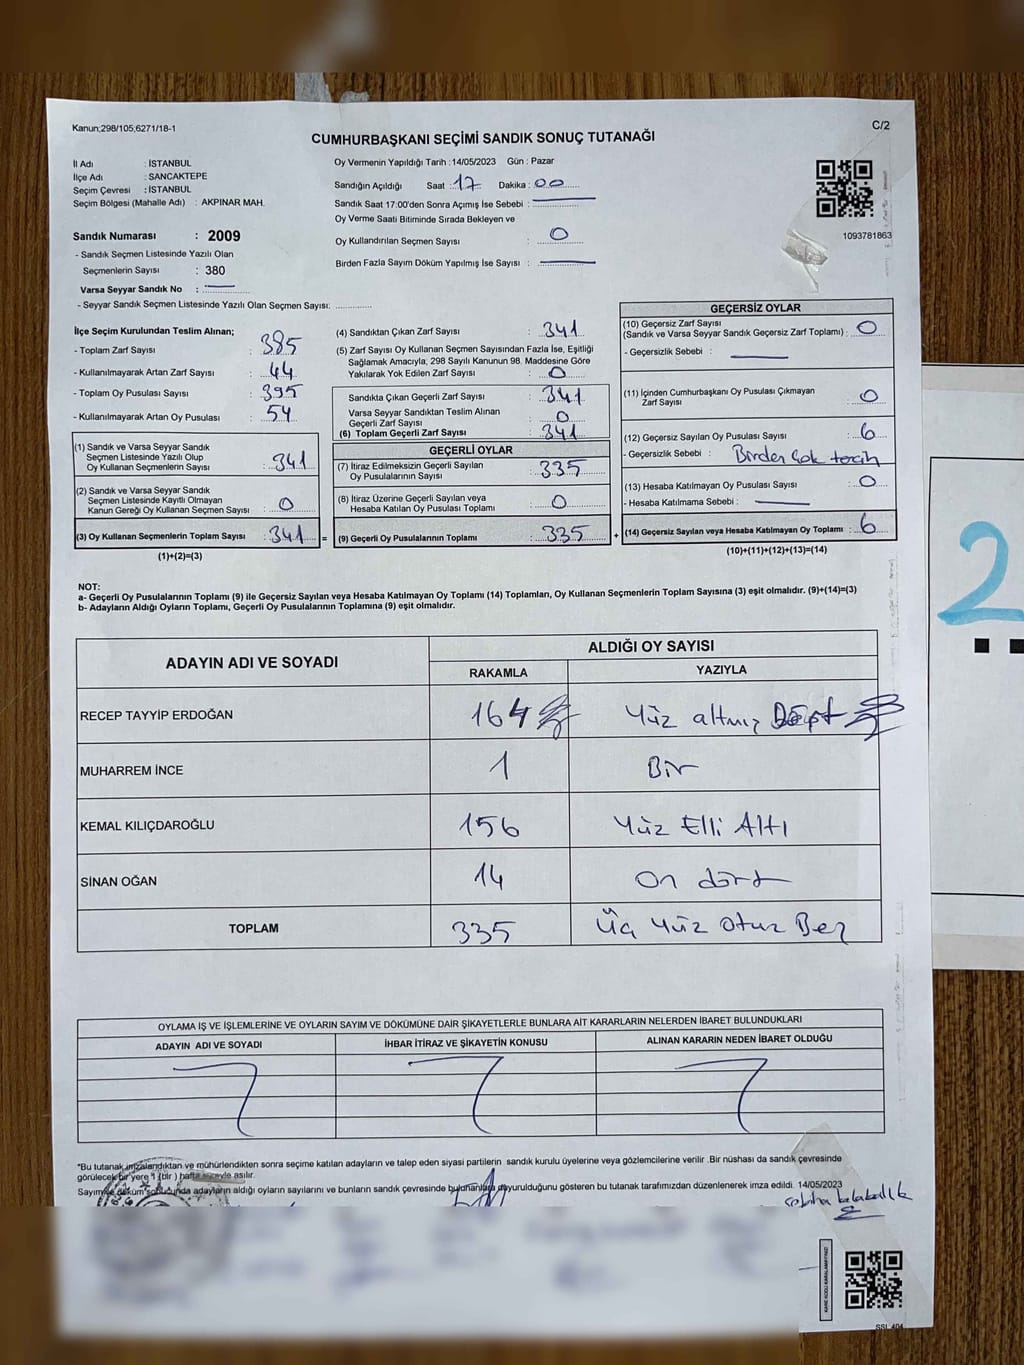 Kanun;298/105;6271/18-1
C/2
CUMHURBAŞKANI SEÇİMİ SANDIK SONUÇ TUTANAĞI
İl Adı : İSTANBUL
İlçe Adı : SANCAKTEPE
Seçim Çevresi : İSTANBUL
Seçim Bölgesi (Mahalle Adı) : AKPINAR MAH.
Sandık Numarası : 2009
- Sandık Seçmen Listesinde Yazılı Olan
Seçmenlerin Sayısı : 380
Varsa Seyyar Sandık No :
- Seyyar Sandık Seçmen Listesinde Yazılı Olan Seçmen Sayısı:
Oy Vermenin Yapıldığı Tarih : 14/05/2023 Gün : Pazar
Sandığın Açıldığı Saat : 17 Dakika : 00
Sandık Saat 17:00'den Sonra Açımış İse Sebebi :
Oy Verme Saati Bitiminde Sırada Bekleyen ve
Oy Kullandırılan Seçmen Sayısı : 0
Birden Fazla Sayım Döküm Yapılmış İse Sayısı :
1093781863
İlçe Seçim Kurulundan Teslim Alınan;
- Toplam Zarf Sayısı : 385
- Kullanılmayarak Artan Zarf Sayısı : 44
- Toplam Oy Pusulası Sayısı : 395
- Kullanılmayarak Artan Oy Pusulası : 54
(1) Sandık ve Varsa Seyyar Sandık
Seçmen Listesinde Yazılı Olup
Oy Kullanan Seçmenlerin Sayısı : 341
(2) Sandık ve Varsa Seyyar Sandık
Seçmen Listesinde Kayıtlı Olmayan
Kanun Gereği Oy Kullanan Seçmen Sayısı : 0
(3) Oy Kullanan Seçmenlerin Toplam Sayısı : 341 =
(1)+(2)=(3)
(4) Sandıktan Çıkan Zarf Sayısı : 341
(5) Zarf Sayısı Oy Kullanan Seçmen Sayısından Fazla İse, Eşitliği
Sağlamak Amacıyla, 298 Sayılı Kanunun 98. Maddesine Göre
Yakılarak Yok Edilen Zarf Sayısı : 0
Sandıkta Çıkan Geçerli Zarf Sayısı : 341
Varsa Seyyar Sandıktan Teslim Alınan
Geçerli Zarf Sayısı : 0
(6) Toplam Geçerli Zarf Sayısı : 341
GEÇERLİ OYLAR
(7) İtiraz Edilmeksizin Geçerli Sayılan
Oy Pusulalarının Sayısı : 335
(8) İtiraz Üzerine Geçerli Sayılan veya
Hesaba Katılan Oy Pusulası Toplamı : 0
(9) Geçerli Oy Pusulalarının Toplamı : 335 +
GEÇERSİZ OYLAR
(10) Geçersiz Zarf Sayısı
(Sandık ve Varsa Seyyar Sandık Geçersiz Zarf Toplamı) : 0
- Geçersizlik Sebebi :
(11) İçinden Cumhurbaşkanı Oy Pusulası Çıkmayan
Zarf Sayısı : 0
(12) Geçersiz Sayılan Oy Pusulası Sayısı : 6
- Geçersizlik Sebebi : Birden Çok tercih
(13) Hesaba Katılmayan Oy Pusulası Sayısı : 0
- Hesaba Katılmama Sebebi :
(14) Geçersiz Sayılan veya Hesaba Katılmayan Oy Toplamı : 6
(10)+(11)+(12)+(13)=(14)
NOT:
a- Geçerli Oy Pusulalarının Toplamı (9) ile Geçersiz Sayılan veya Hesaba Katılmayan Oy Toplamı (14) Toplamları, Oy Kullanan Seçmenlerin Toplam Sayısına (3) eşit olmalıdır. (9)+(14)=(3)
b- Adayların Aldığı Oyların Toplamı, Geçerli Oy Pusulalarının Toplamına (9) eşit olmalıdır.
ADAYIN ADI VE SOYADI
ALDIĞI OY SAYISI
RAKAMLA YAZIYLA
RECEP TAYYİP ERDOĞAN 164 Yüz altmış Dört
MUHARREM İNCE 1 Bir
KEMAL KILIÇDAROĞLU 156 Yüz Elli Altı
SİNAN OĞAN 14 On dört
TOPLAM 335 Üç Yüz Otuz Beş
2
OYLAMA İŞ VE İŞLEMLERİNE VE OYLARIN SAYIM VE DÖKÜMÜNE DAİR ŞİKAYETLERLE BUNLARA AİT KARARLARIN NELERDEN İBARET BULUNDUKLARI
ADAYIN ADI VE SOYADI İHBAR İTİRAZ VE ŞİKAYETİN KONUSU ALINAN KARARIN NEDEN İBARET OLDUĞU
*Bu tutanak imzalandıktan ve mühürlendikten sonra seçime katılan adayların ve talep eden siyasi partilerin sandık kurulu üyelerine veya gözlemcilerine verilir .Bir nüshası da sandık çevresinde
görülecek bir yere 1 (bir ) hafta süreyle asılır.
Sayım ve döküm sonucunda adayların aldığı oyların sayılarını ve bunların sandık çevresinde bulunanlara duyurulduğunu gösteren bu tutanak tarafımızdan düzenlenerek imza edildi. 14/05/2023
SSI_404